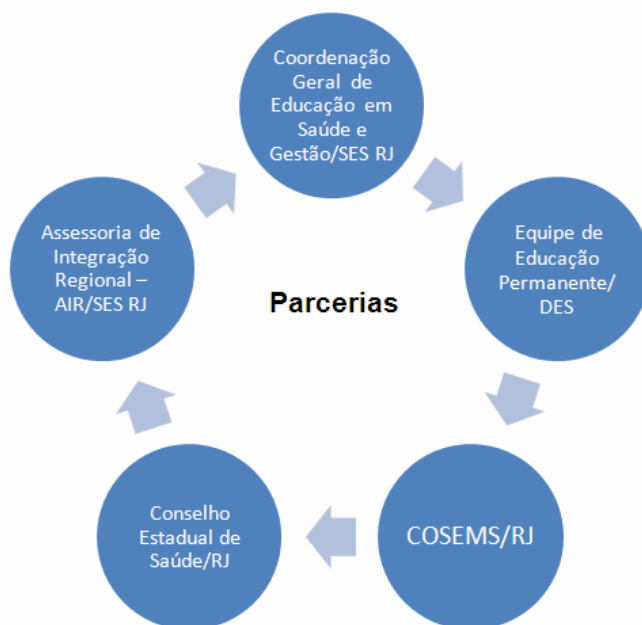 Coordenação
Geral de
Educação em
Saúde e
Gestão/SES RJ
Equipe de
Educação
Permanente/
DES
COSEMS/RJ
Conselho
Estadual de
Saúde/RJ
Assessoria de
Integração
Regional –
AIR/SES RJ
Parcerias